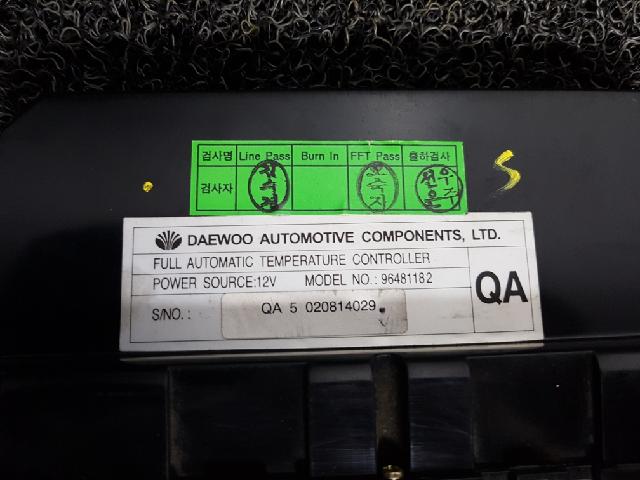 검사명 Line Pass Burn In FFT Pass 출하검사
검사자
S
DAEWOO AUTOMOTIVE COMPONENTS, LTD.
FULL AUTOMATIC TEMPERATURE CONTROLLER
POWER SOURCE:12V MODEL NO.: 96481182
QA
S/NO.: QA 5 020814029